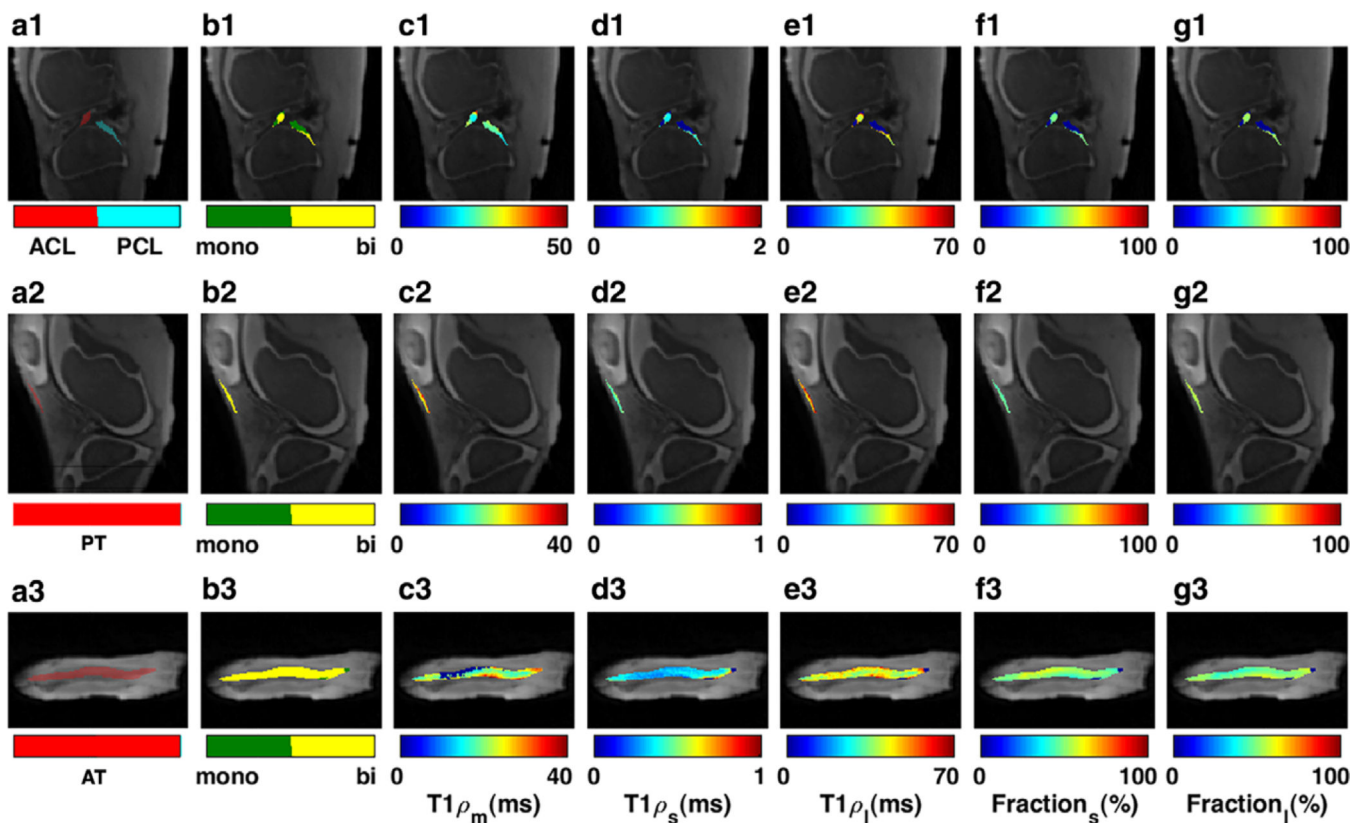 a1 b1 c1 d1 e1 f1 g1
ACL PCL mono bi 0 50 0 2 0 70 0 100 0 100
a2 b2 c2 d2 e2 f2 g2
PT mono bi 0 40 0 1 0 70 0 100 0 100
a3 b3 c3 d3 e3 f3 g3
AT mono bi 0 40 0 1 0 70 0 100 0 100
T1ρm(ms) T1ρs(ms) T1ρl(ms) Fractions(%) Fractionl(%)